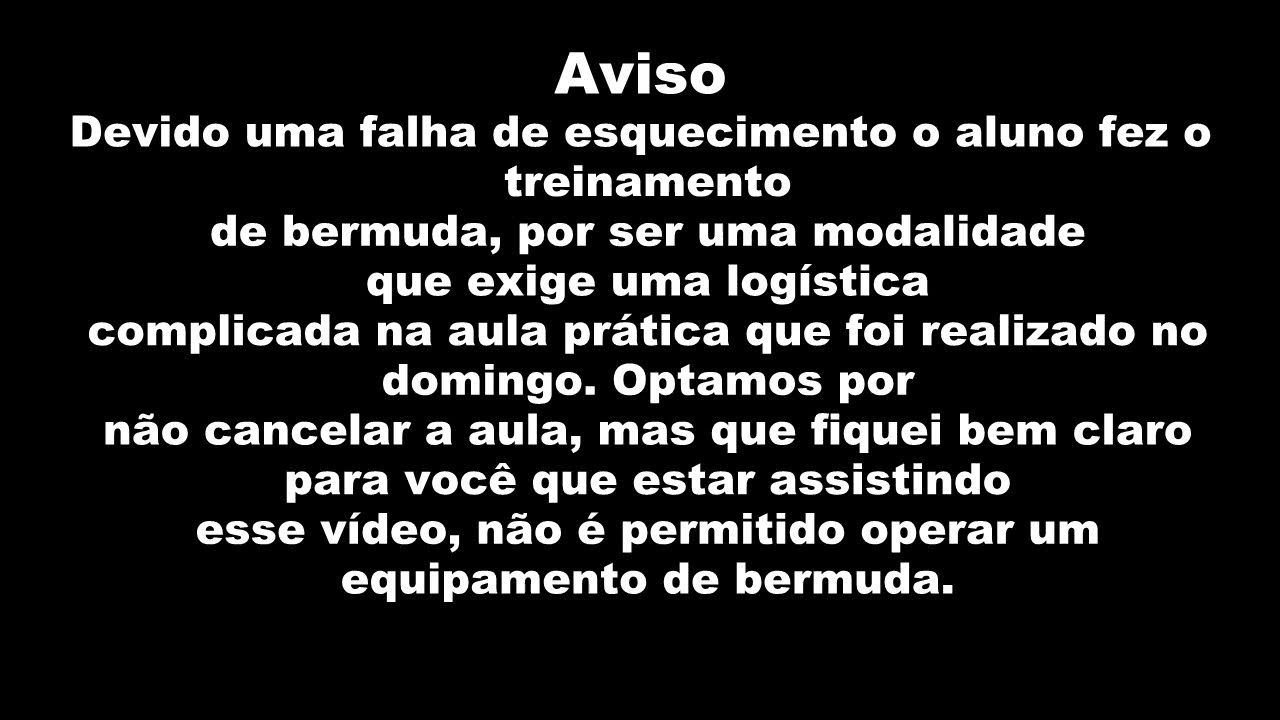 Aviso
Devido uma falha de esquecimento o aluno fez o
treinamento
de bermuda, por ser uma modalidade
que exige uma logística
complicada na aula prática que foi realizado no
domingo. Optamos por
não cancelar a aula, mas que fiquei bem claro
para você que estar assistindo
esse vídeo, não é permitido operar um
equipamento de bermuda.